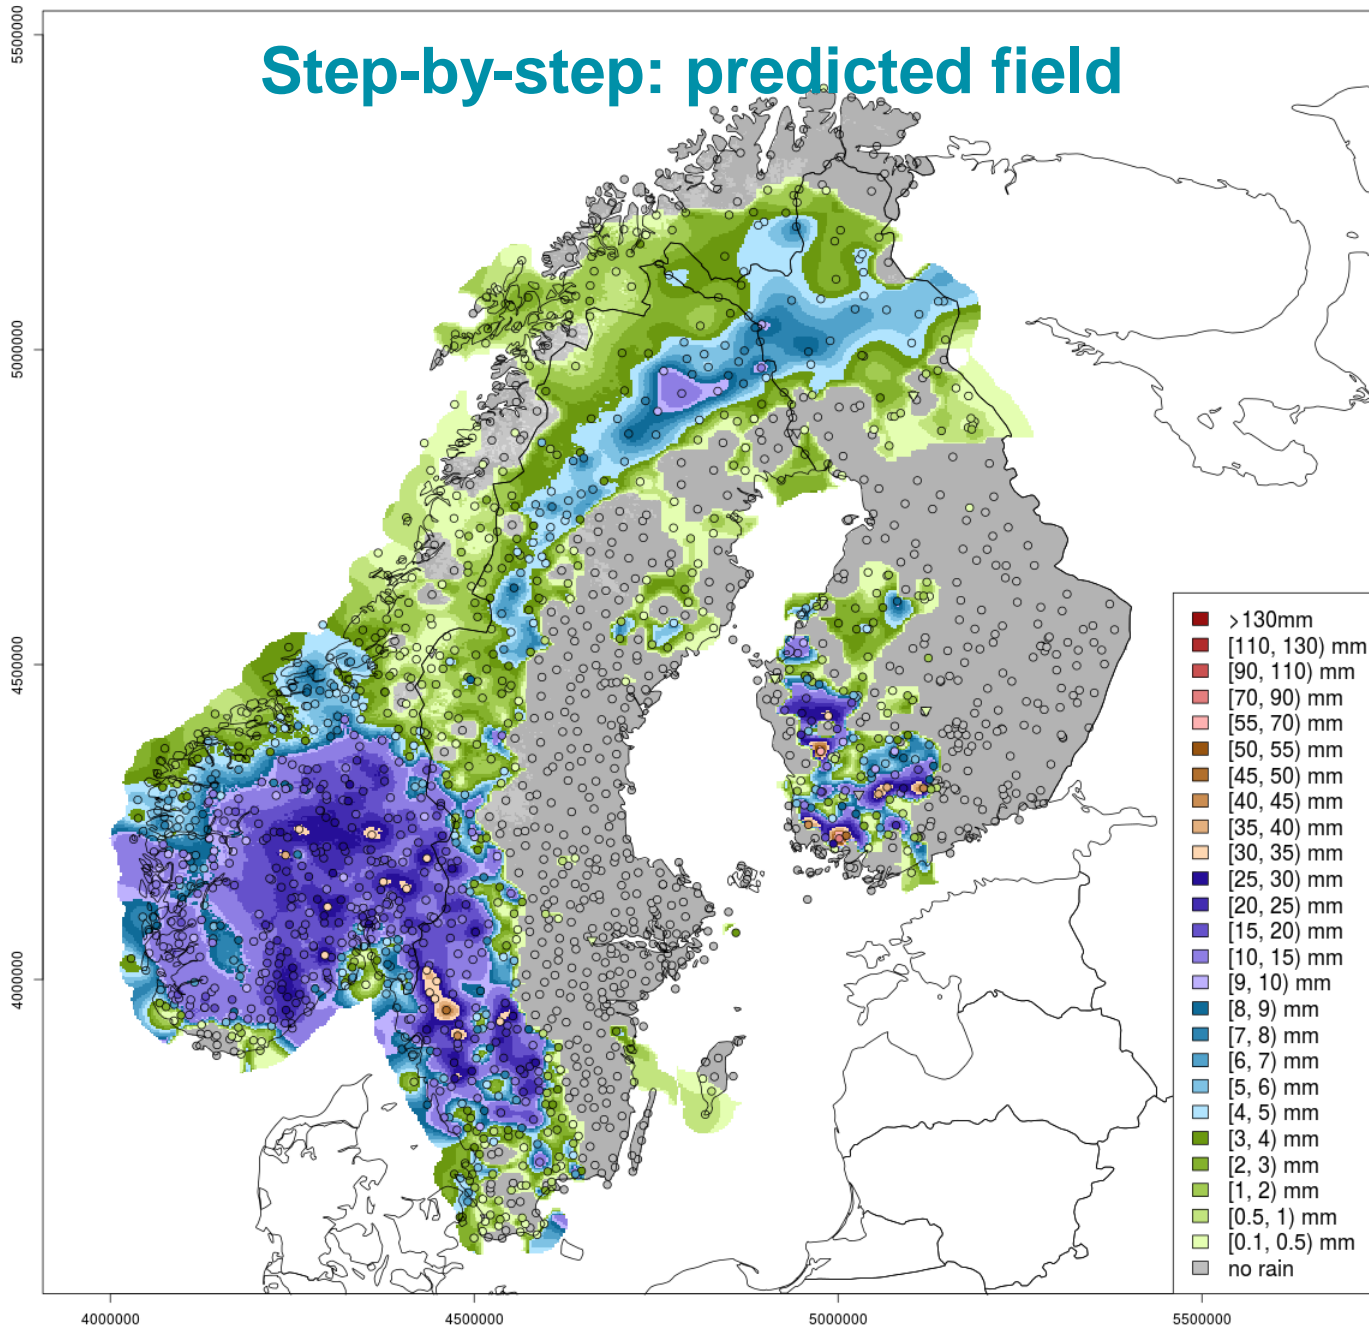 Step-by-step: predicted field
5500000
5000000
4500000
4000000
>130mm
[110, 130) mm
[90, 110) mm
[70, 90) mm
[55, 70) mm
[50, 55) mm
[45, 50) mm
[40, 45) mm
[35, 40) mm
[30, 35) mm
[25, 30) mm
[20, 25) mm
[15, 20) mm
[10, 15) mm
[9, 10) mm
[8, 9) mm
[7, 8) mm
[6, 7) mm
[5, 6) mm
[4, 5) mm
[3, 4) mm
[2, 3) mm
[1, 2) mm
[0.5, 1) mm
[0.1, 0.5) mm
no rain
4000000 4500000 5000000 5500000